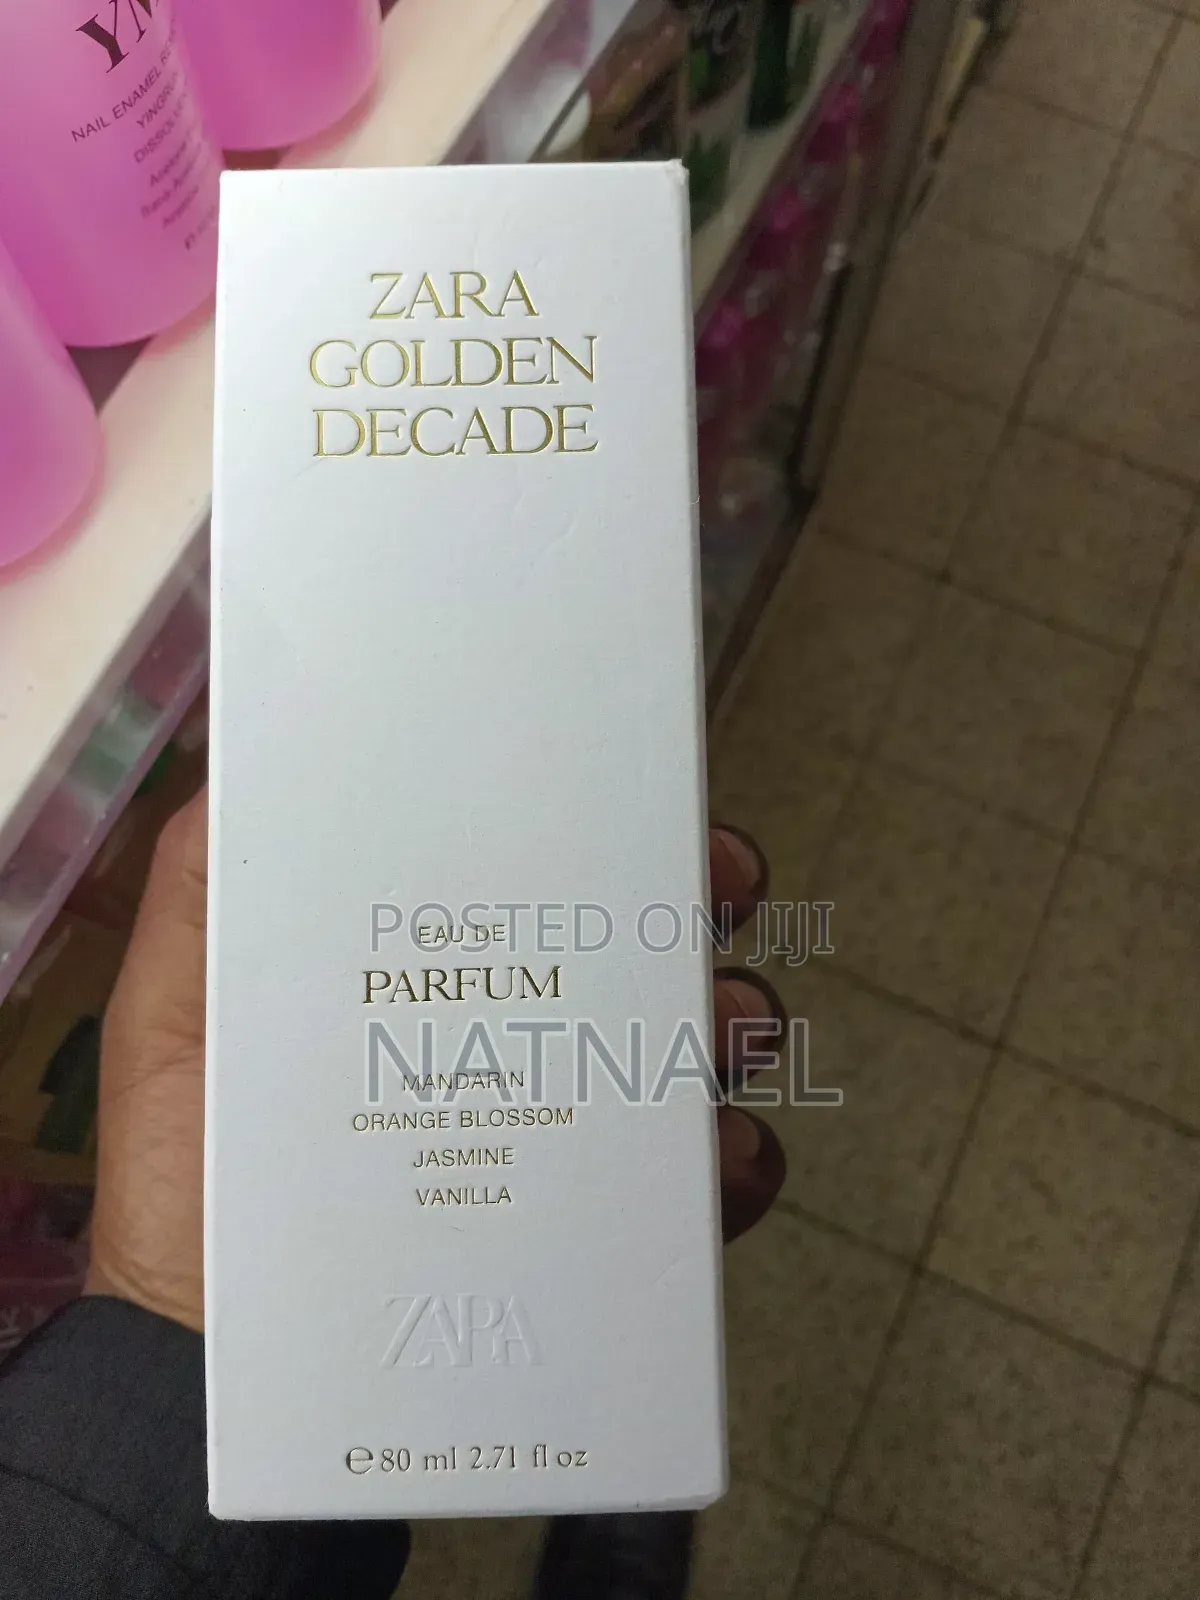 YM
NAIL ENAMEL
ZARA
GOLDEN
DECADE
POSTED ON JIJI
EAU DE
PARFUM
NATNAEL
MANDARIN
ORANGE BLOSSOM
JASMINE
VANILLA
ZARA
℮80 ml 2.71 fl oz